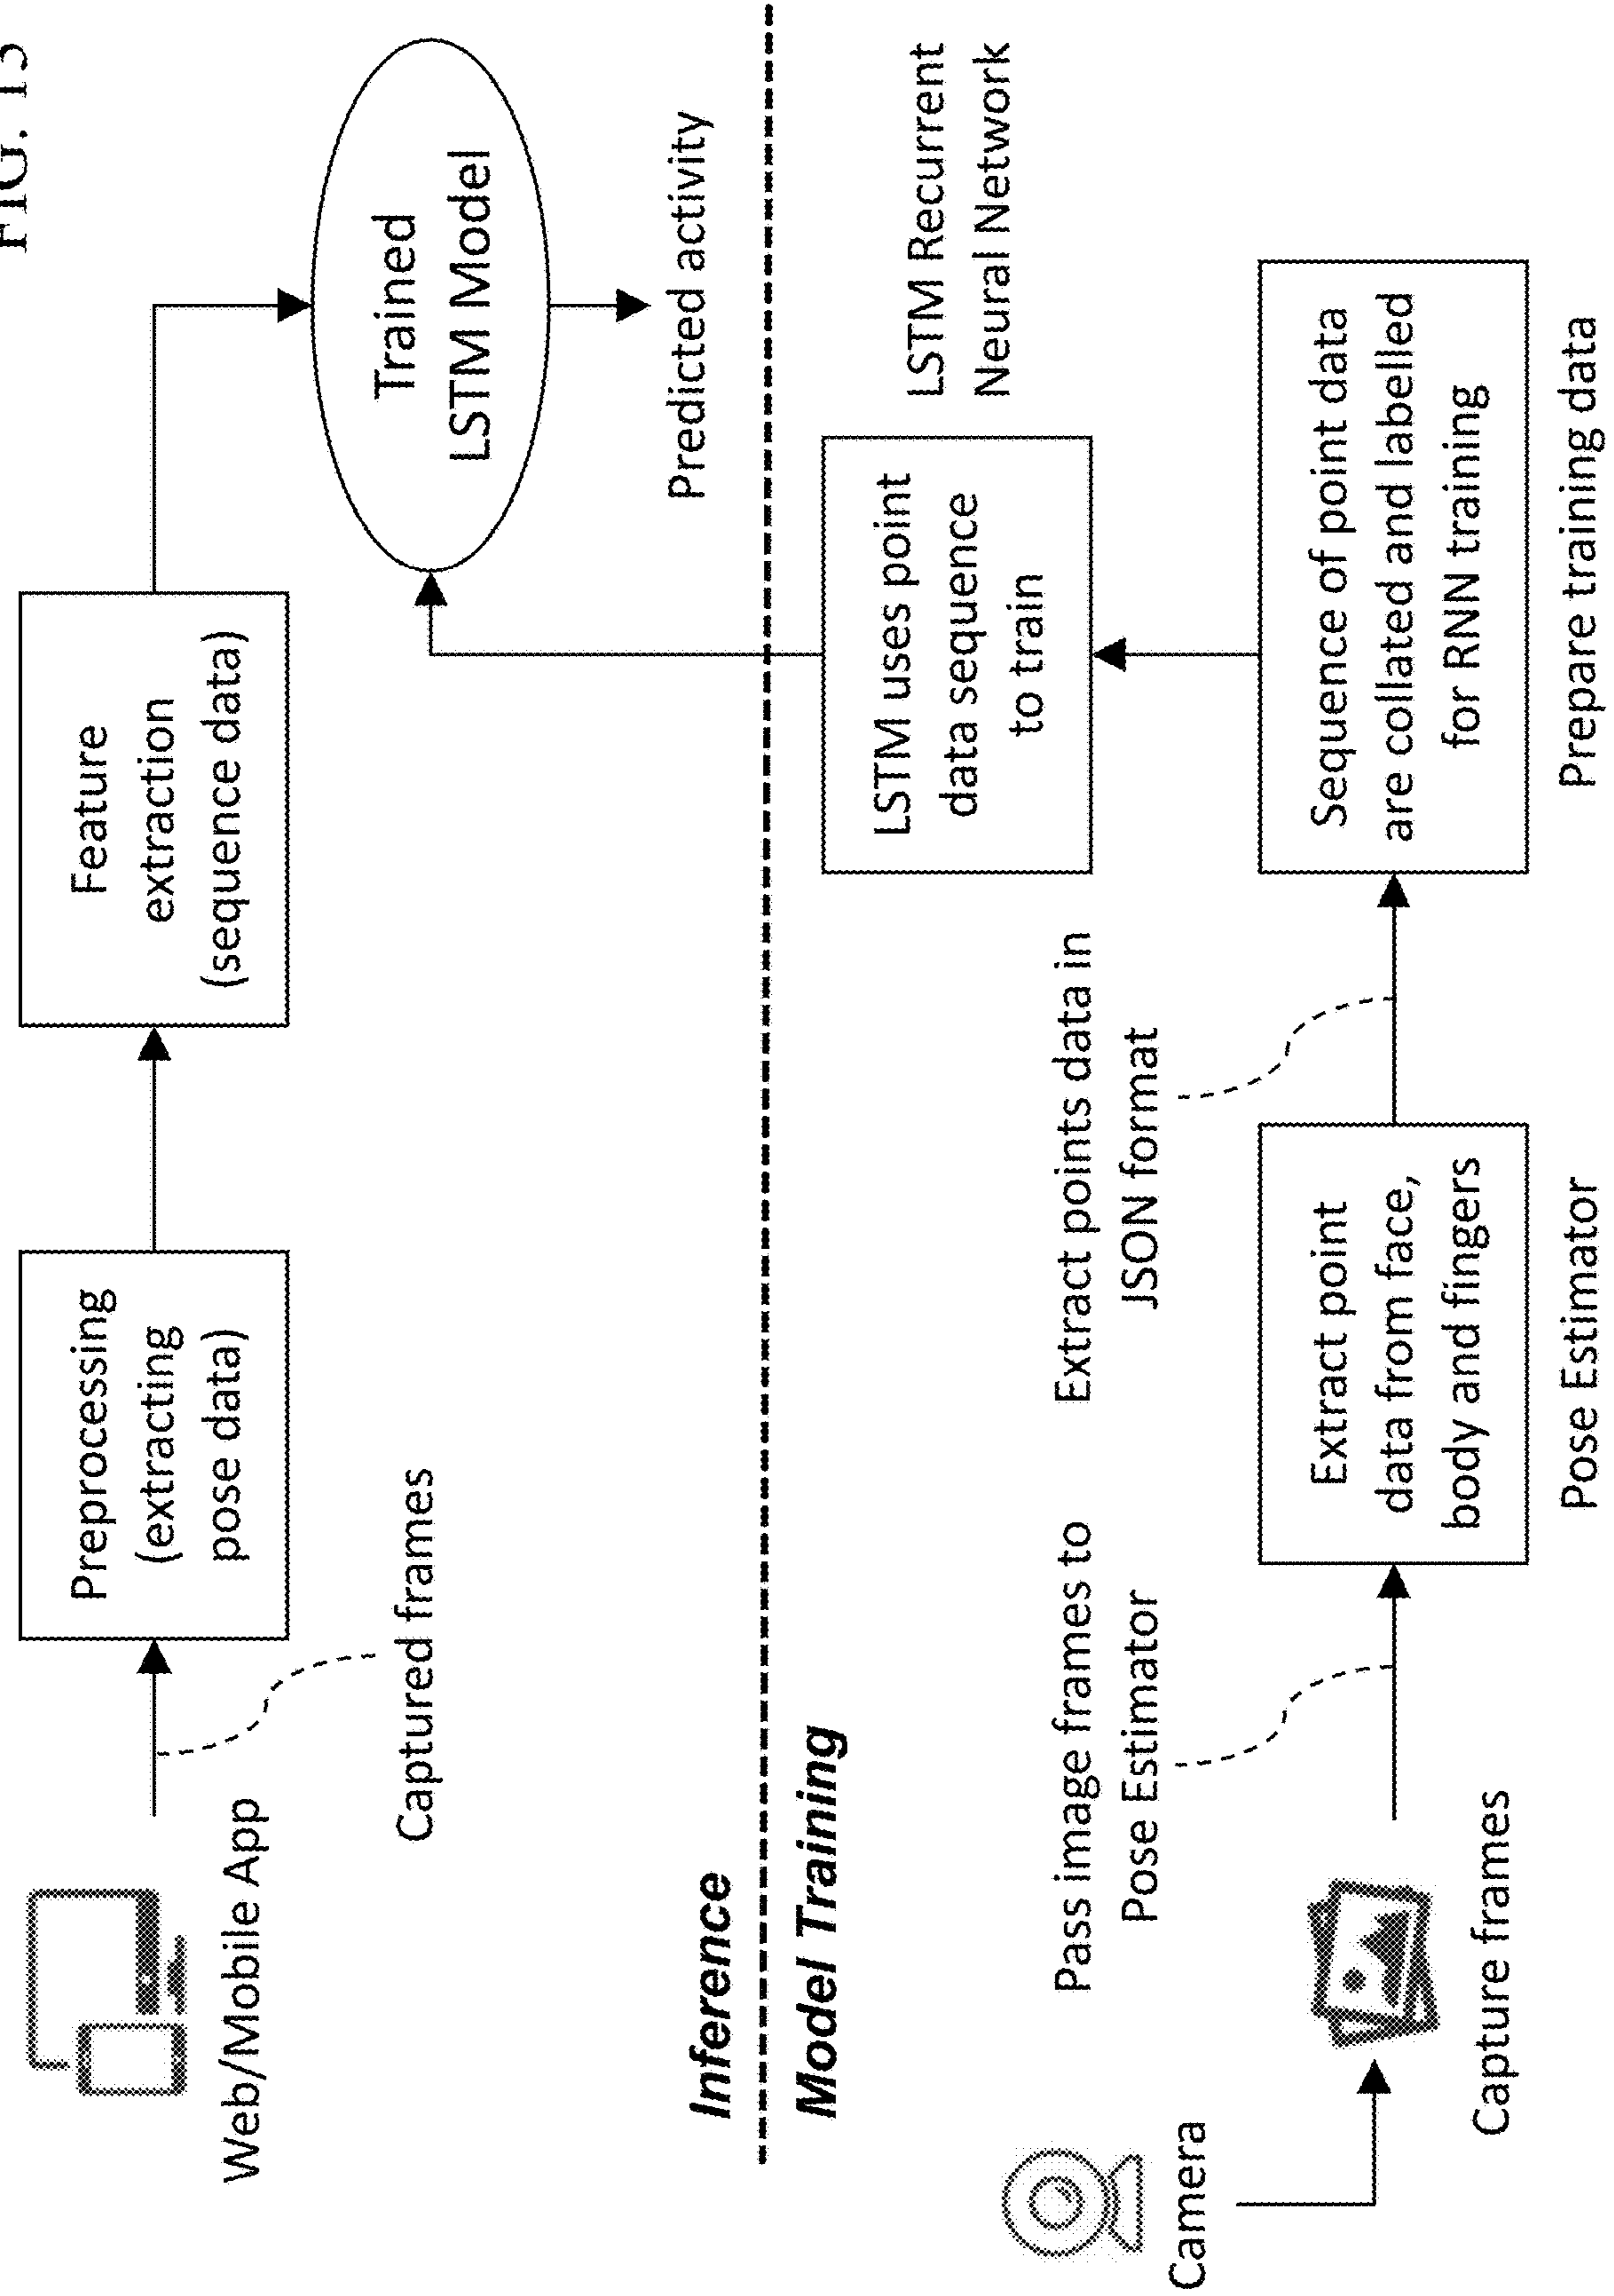 FIG.
Web/Mobile App
Captured frames
Preprocessing
(extracting
pose data)
Feature
extraction
(sequence data)
Trained
LSTM Model
Predicted activity
Inference
Model Training
Camera
Capture frames
Pass image frames to
Pose Estimator
Extract point
data from face,
body and fingers
Pose Estimator
Extract points data in
JSON format
Sequence of point data
are collated and labelled
for RNN training
Prepare training data
LSTM uses point
data sequence
to train
LSTM Recurrent
Neural Network